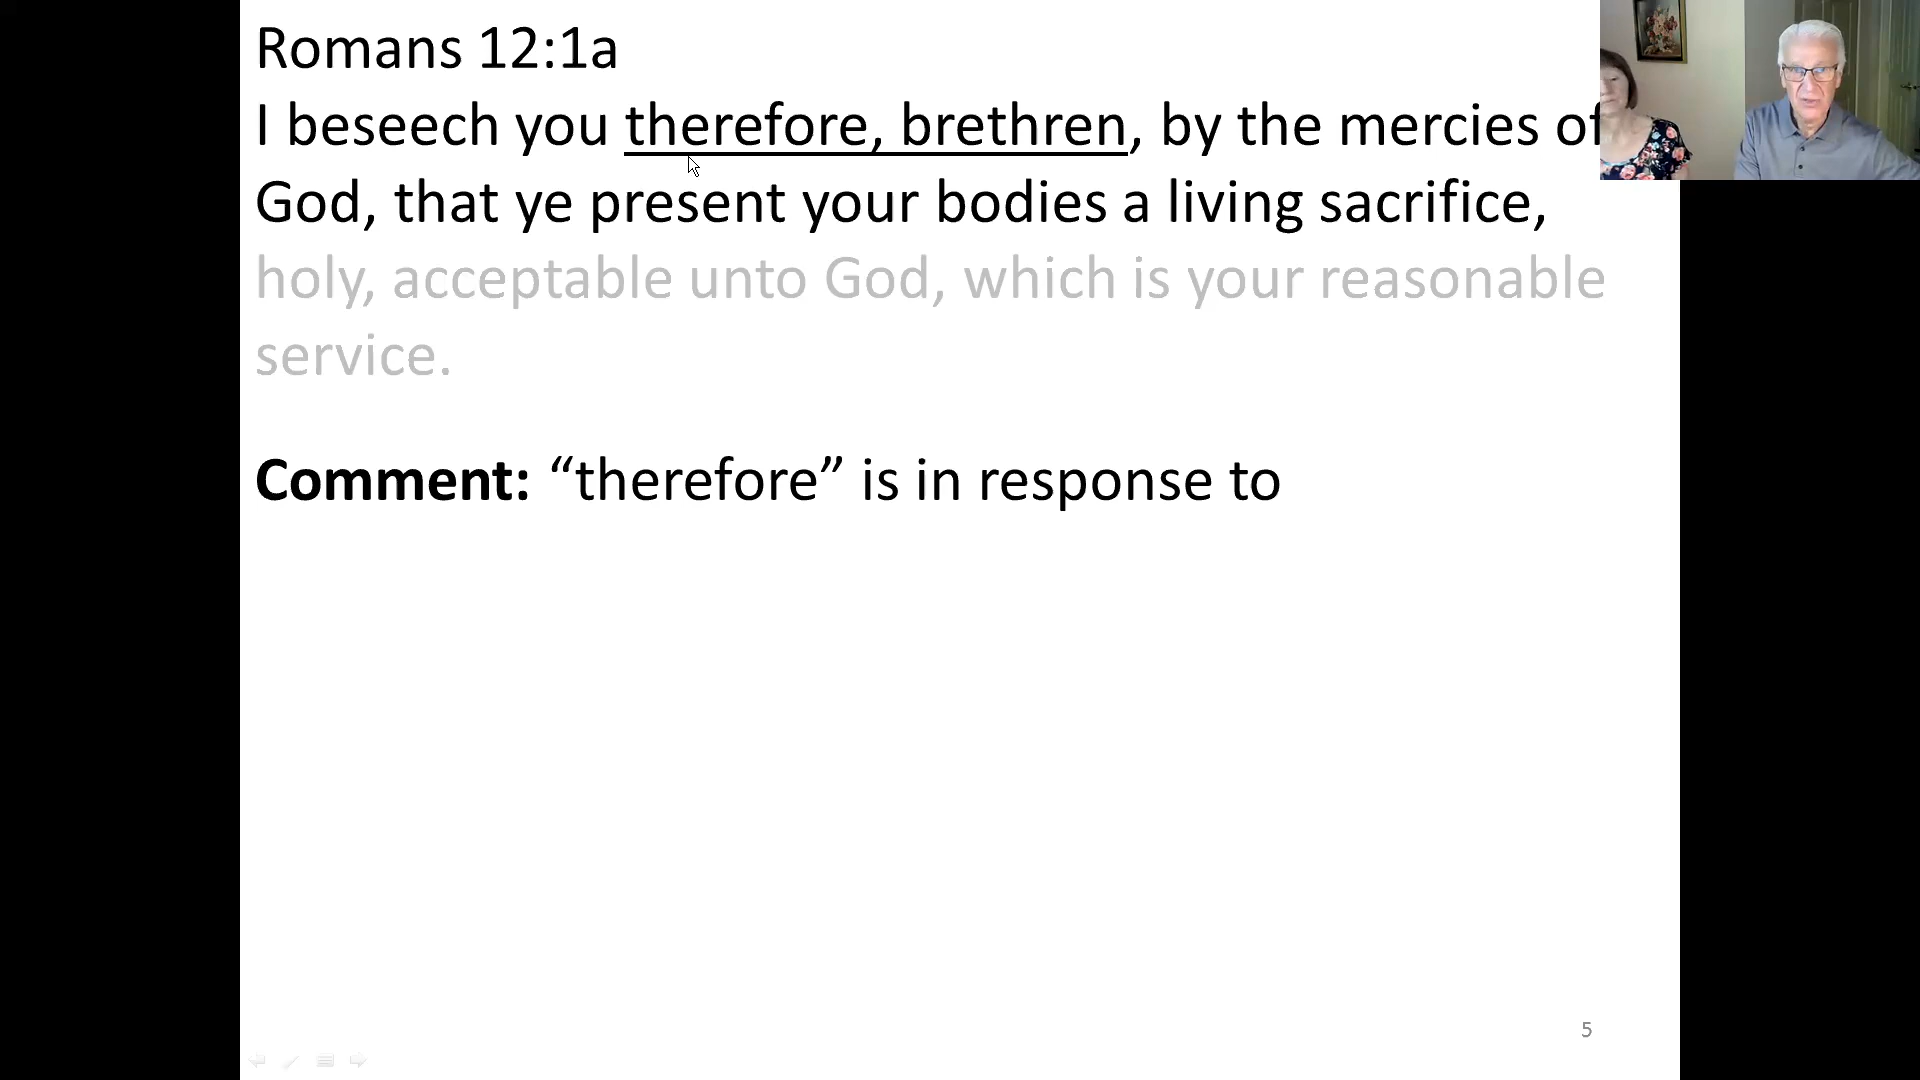 Romans 12:1a
I beseech you therefore, brethren, by the mercies of
God, that ye present your bodies a living sacrifice,
holy, acceptable unto God, which is your reasonable
service.
Comment: “therefore” is in response to
5